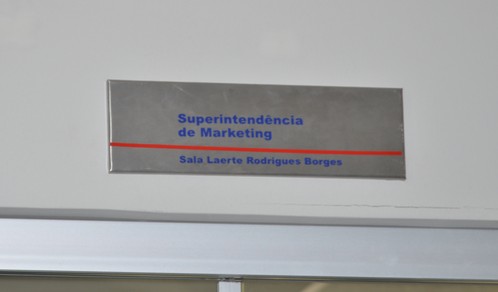 Superintendência
de Marketing
Sala Laerte Rodrigues Borges